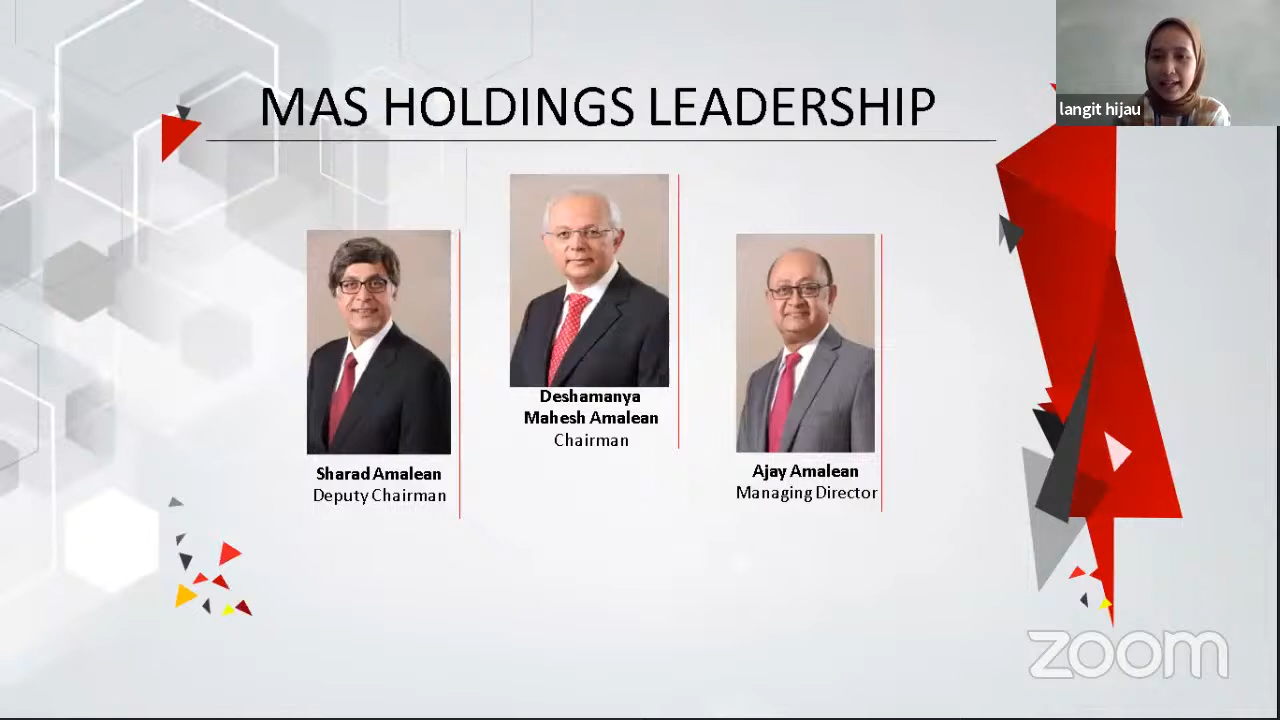 MAS HOLDINGS LEADERSHIP
langit hijau
Deshamanya
Mahesh Amalean
Chairman
Sharad Amalean
Deputy Chairman
Ajay Amalean
Managing Director
zoom